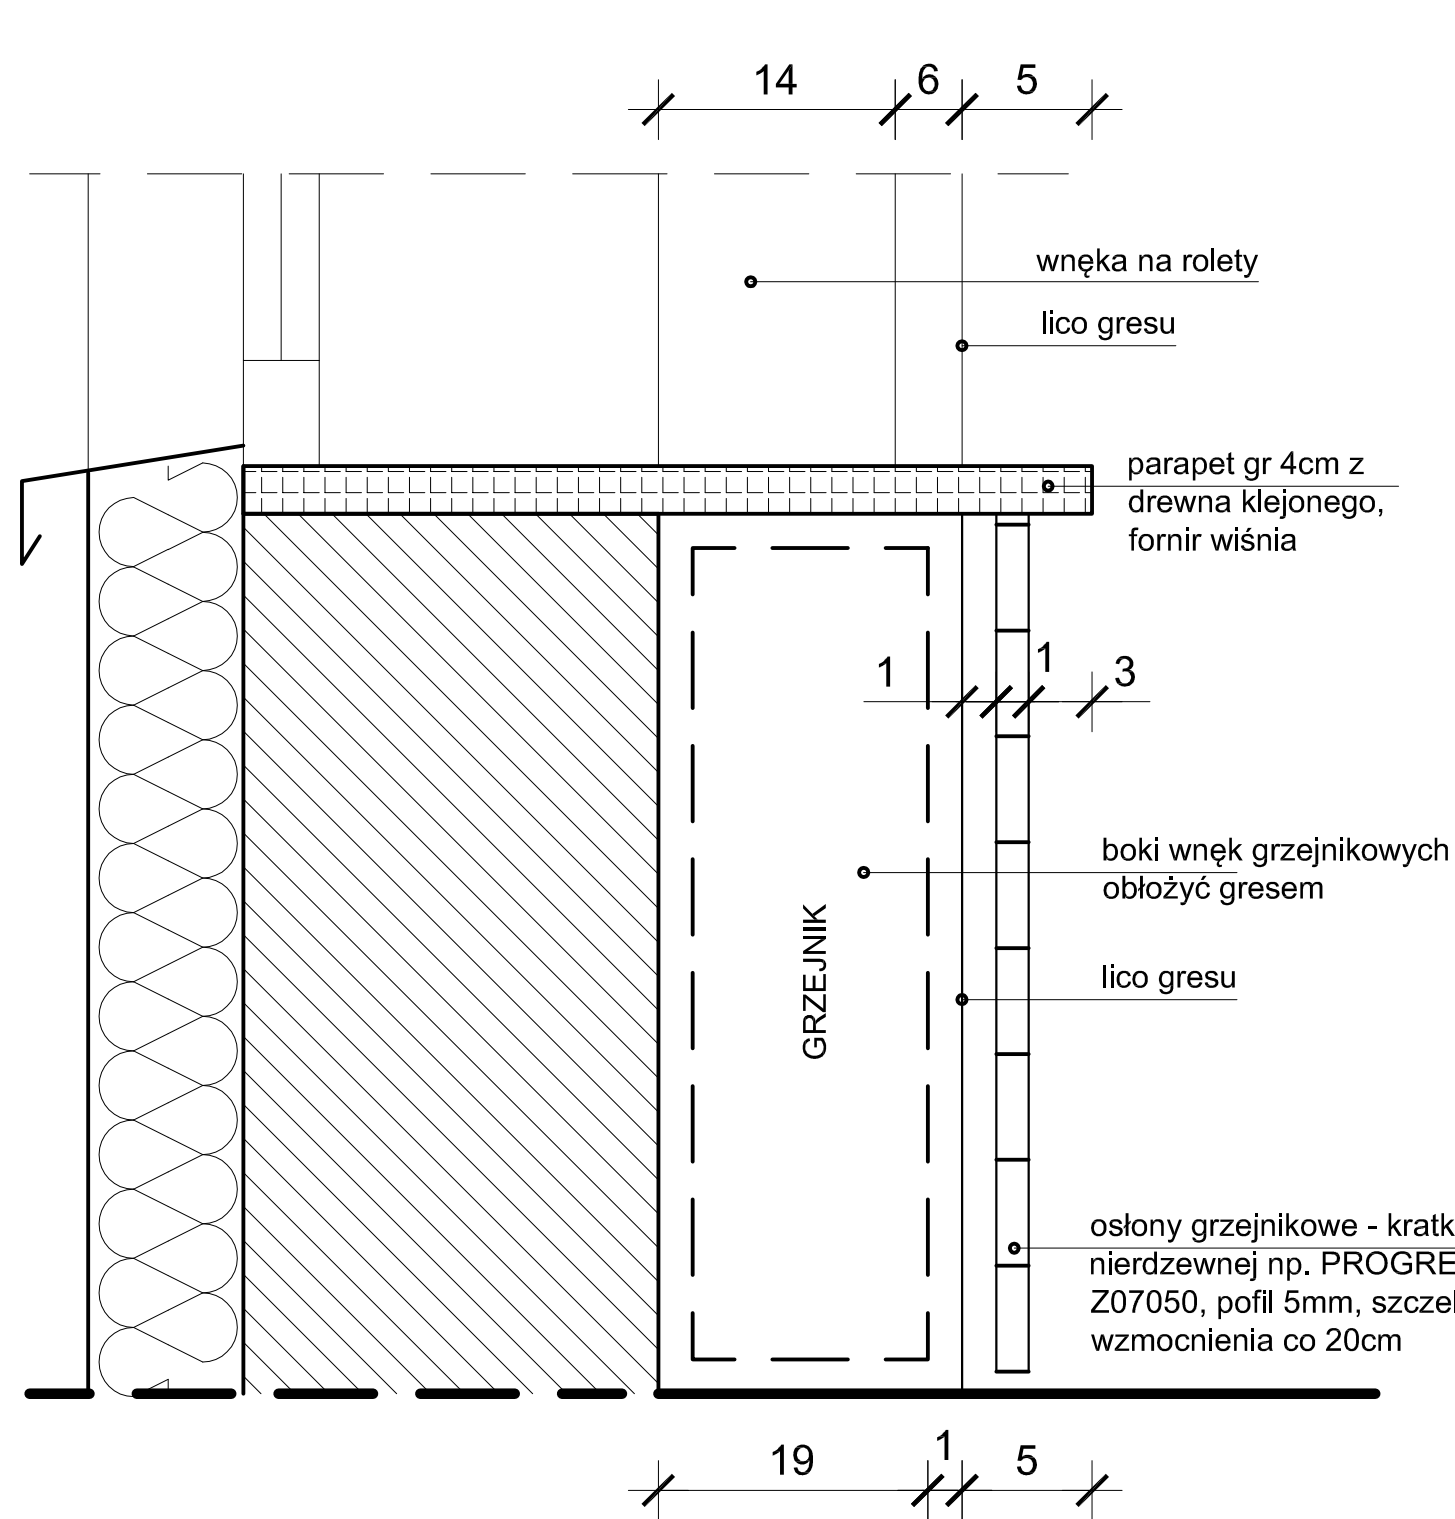 14 6 5
wnęka na rolety
lico gresu
parapet gr 4cm z
drewna klejonego,
fornir wiśnia
1 1 3
boki wnęk grzejnikowych
obłożyć gresem
GRZEJNIK
lico gresu
osłony grzejnikowe - kratk
nierdzewnej np. PROGRE
Z07050, pofil 5mm, szczel
wzmocnienia co 20cm
19 1 5